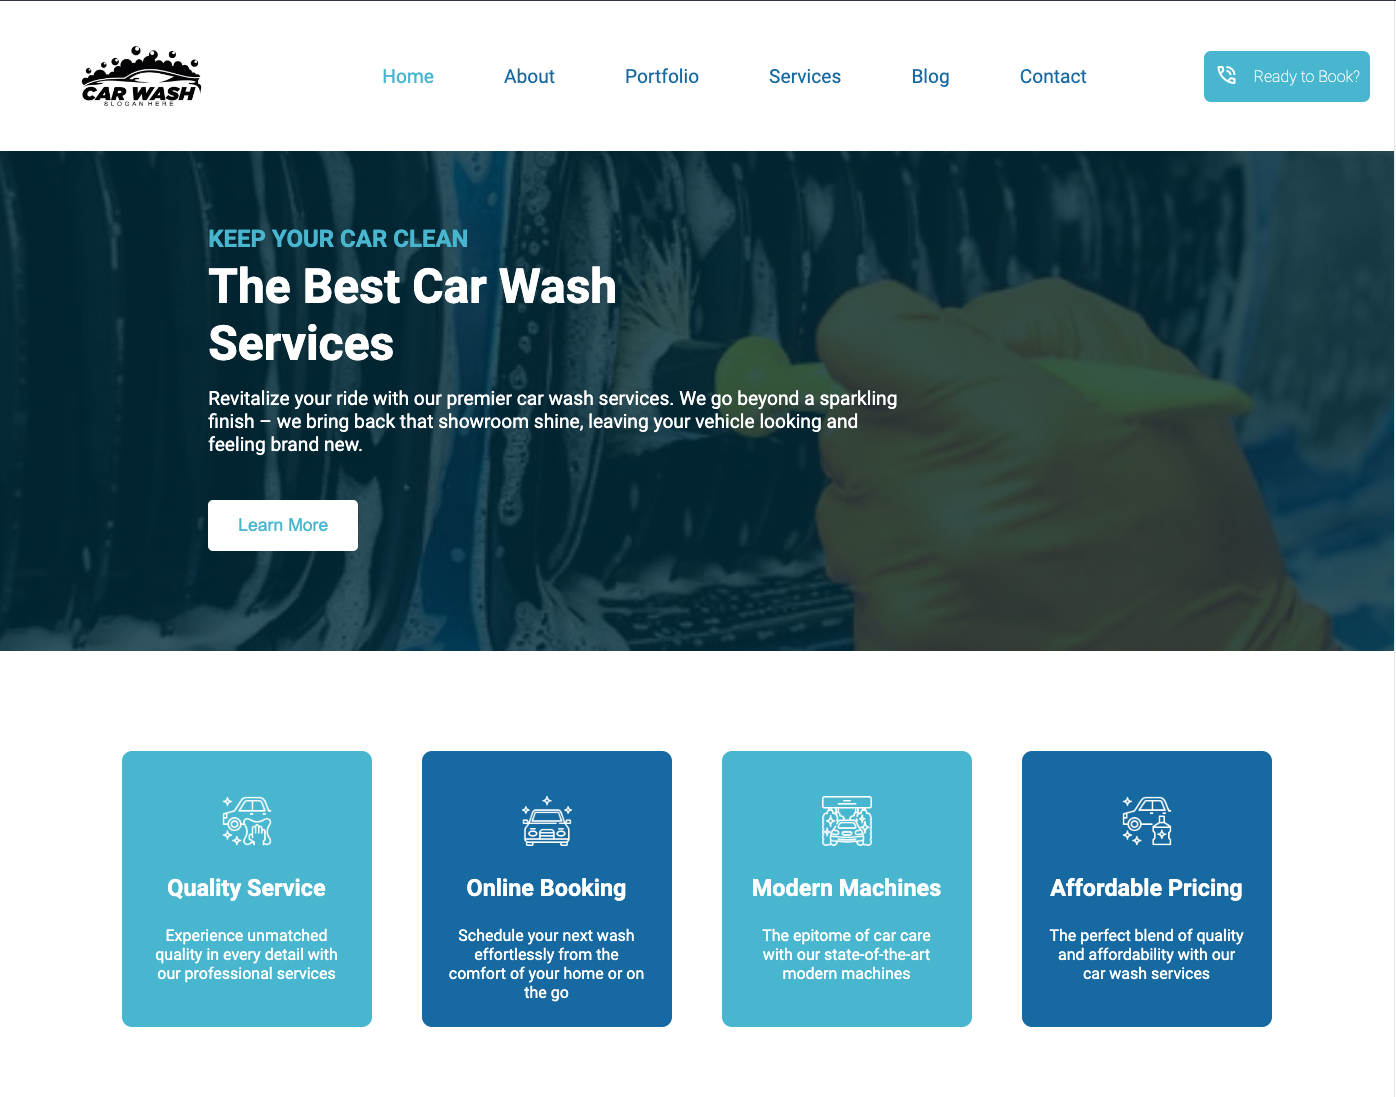 CAR WASH
SLOGAN HERE
Home
About
Portfolio
Services
Blog
Contact
Ready to Book?
KEEP YOUR CAR CLEAN
The Best Car Wash
Services
Revitalize your ride with our premier car wash services. We go beyond a sparkling
finish – we bring back that showroom shine, leaving your vehicle looking and
feeling brand new.
Learn More
Quality Service
Experience unmatched
quality in every detail with
our professional services
Online Booking
Schedule your next wash
effortlessly from the
comfort of your home or on
the go
Modern Machines
The epitome of car care
with our state-of-the-art
modern machines
Affordable Pricing
The perfect blend of quality
and affordability with our
car wash services